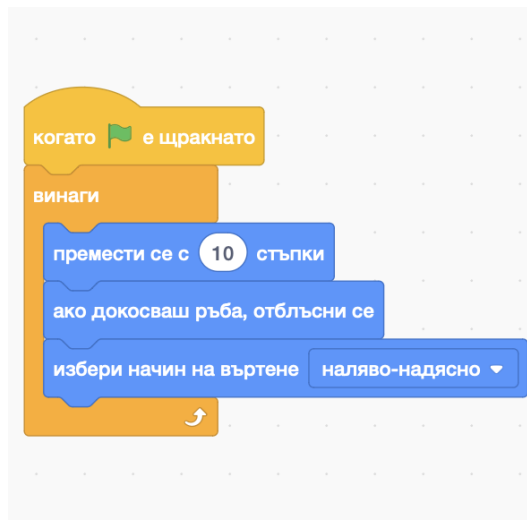 когато е щракнато
винаги
премести се с 10 стъпки
ако докосваш ръба, отблъсни се
избери начин на въртене наляво-надясно